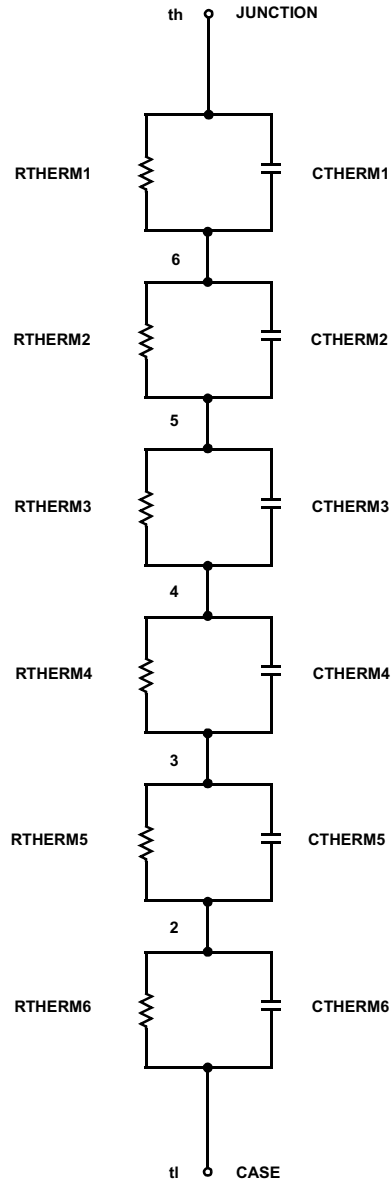 th JUNCTION
RTHERM1 CTHERM1
6
RTHERM2 CTHERM2
5
RTHERM3 CTHERM3
4
RTHERM4 CTHERM4
3
RTHERM5 CTHERM5
2
RTHERM6 CTHERM6
tl CASE